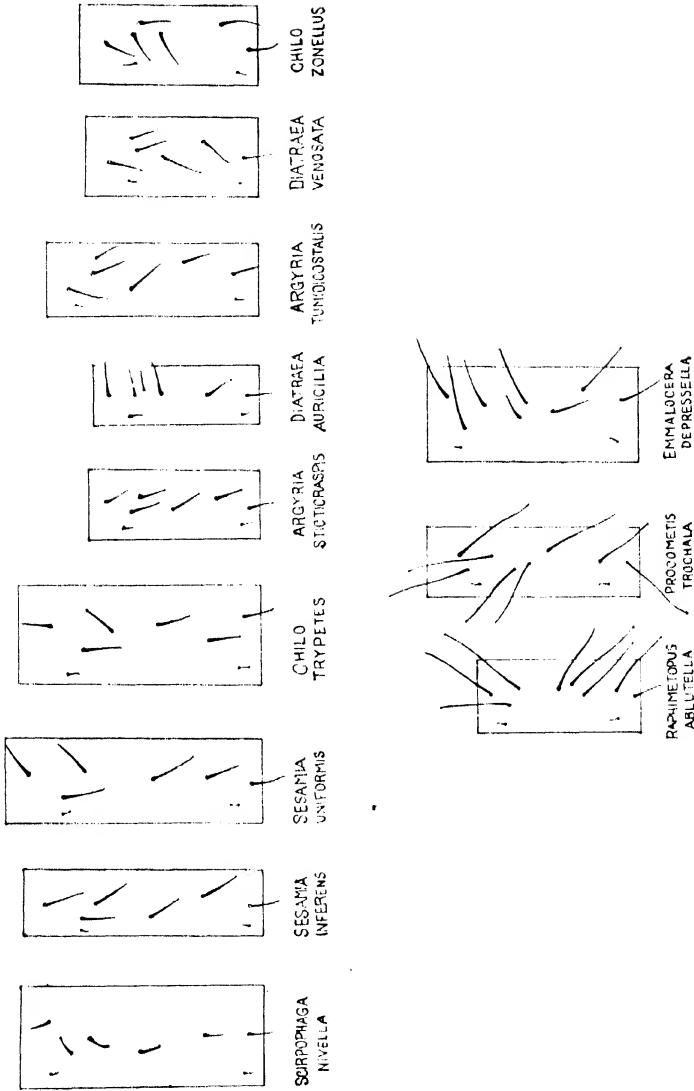 SCIRPOPHAGA
NIVELLA
SESAMIA
INFERENS
SESAMIA
UNIFORMIS
CHILO
TRYPETES
ARGYRIA
STICTICRASPIS
DIATRAEA
AURICILIA
ARGYRIA
TUMIDICOSTALIS
DIATRAEA
VENOSATA
CHILO
ZONELLUS
RAPHIMETOPUS
ABLUTELLA
PROCOMETIS
TROCHALA
EMMALOCERA
DEPRESSELLA